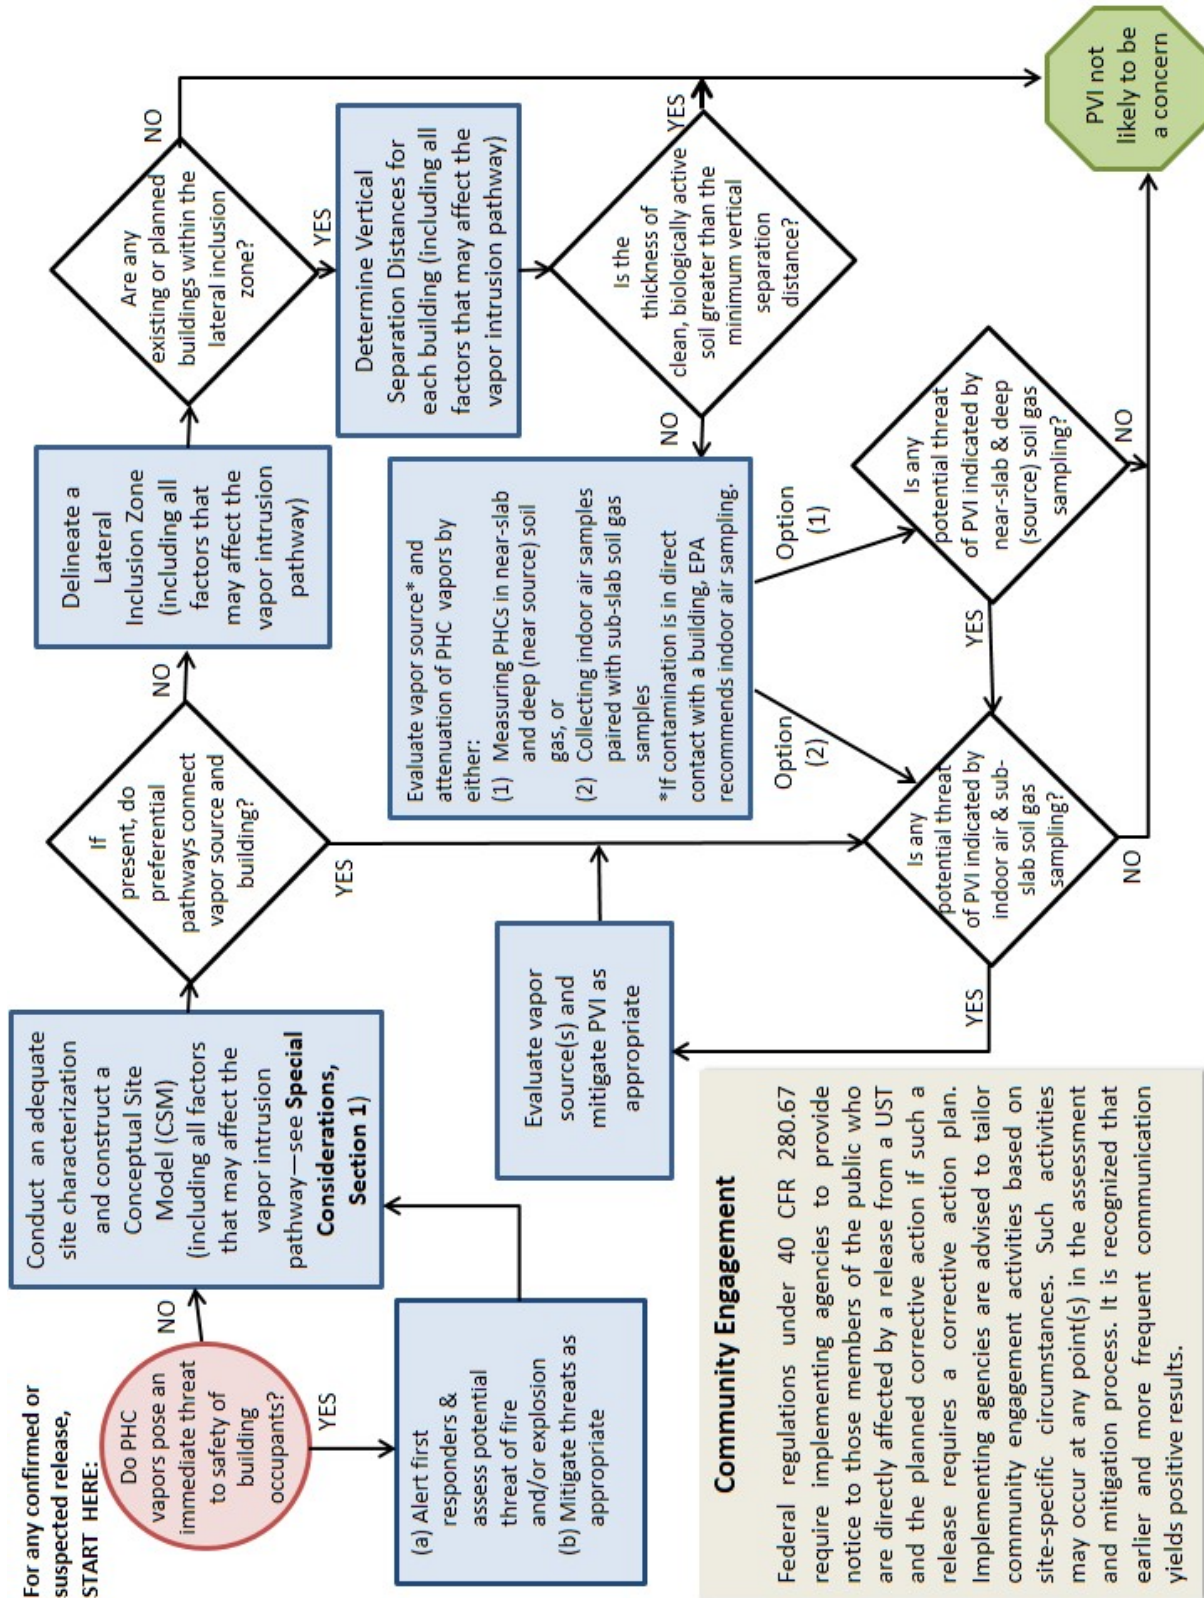 For any confirmed or
suspected release,
START HERE:
Do PHC
vapors pose an
immediate threat
to safety of
building
occupants?
NO
YES
(a) Alert first
responders &
assess potential
threat of fire
and/or explosion
(b) Mitigate threats as
appropriate
Conduct an adequate
site characterization
and construct a
Conceptual Site
Model (CSM)
(including all factors
that may affect the
vapor intrusion
pathway—see Special
Considerations,
Section 1)
If
present, do
preferential
pathways connect
vapor source and
building?
NO
YES
Delineate a
Lateral
Inclusion Zone
(including all
factors that
may affect the
vapor intrusion
pathway)
Are any
existing or planned
buildings within the
lateral inclusion
zone?
NO
YES
Determine Vertical
Separation Distances for
each building (including all
factors that may affect the
vapor intrusion pathway)
Is the
thickness of
clean, biologically active
soil greater than the
minimum vertical
separation
distance?
YES
NO
Evaluate vapor source* and
attenuation of PHC vapors by
either:
(1) Measuring PHCs in near-slab
and deep (near source) soil
gas, or
(2) Collecting indoor air samples
paired with sub-slab soil gas
samples
*If contamination is in direct
contact with a building, EPA
recommends indoor air sampling.
Option
(2)
Option
(1)
Evaluate vapor
source(s) and
mitigate PVI as
appropriate
Is any
potential threat
of PVI indicated by
indoor air & sub-
slab soil gas
sampling?
YES
NO
Is any
potential threat
of PVI indicated by
near-slab & deep
(source) soil gas
sampling?
YES
NO
PVI not
likely to be
a concern
Community Engagement
Federal regulations under 40 CFR 280.67
require implementing agencies to provide
notice to those members of the public who
are directly affected by a release from a UST
and the planned corrective action if such a
release requires a corrective action plan.
Implementing agencies are advised to tailor
community engagement activities based on
site-specific circumstances. Such activities
may occur at any point(s) in the assessment
and mitigation process. It is recognized that
earlier and more frequent communication
yields positive results.